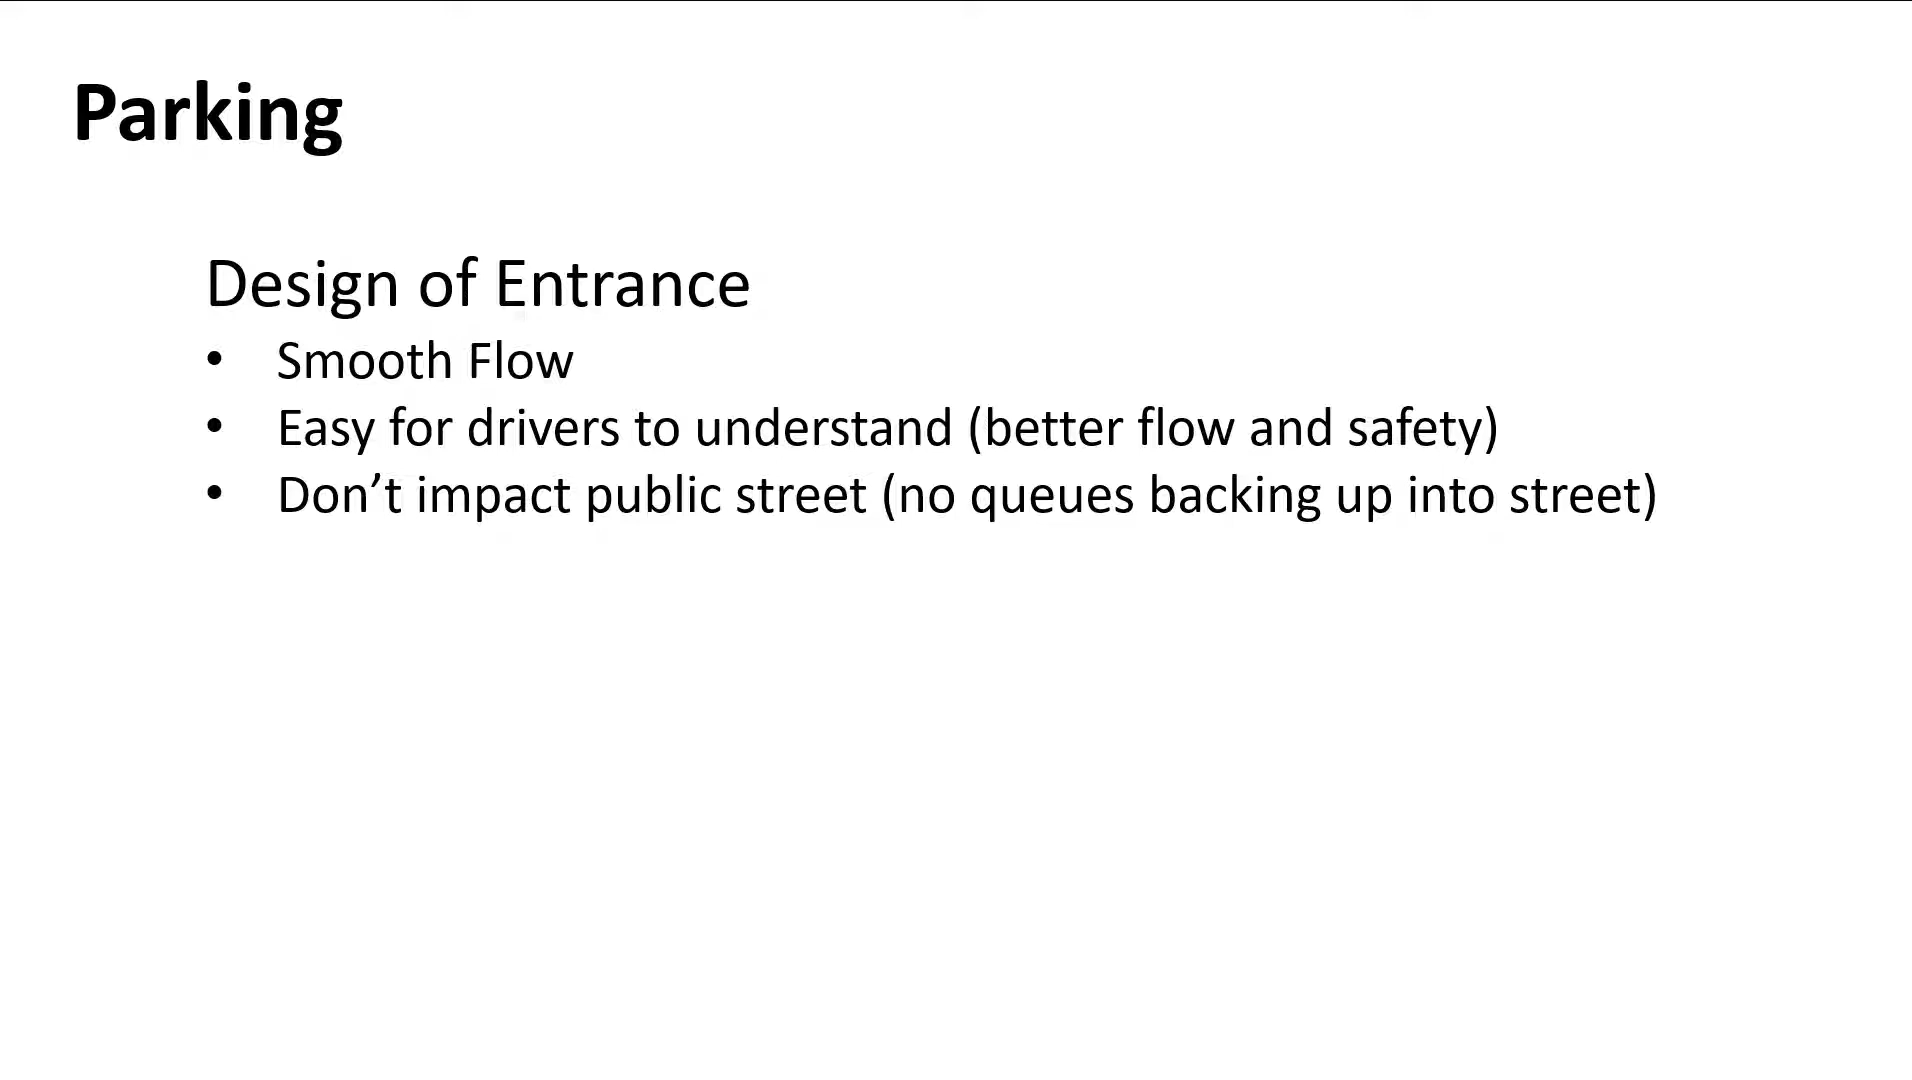 Parking
Design of Entrance
• Smooth Flow
• Easy for drivers to understand (better flow and safety)
• Don’t impact public street (no queues backing up into street)